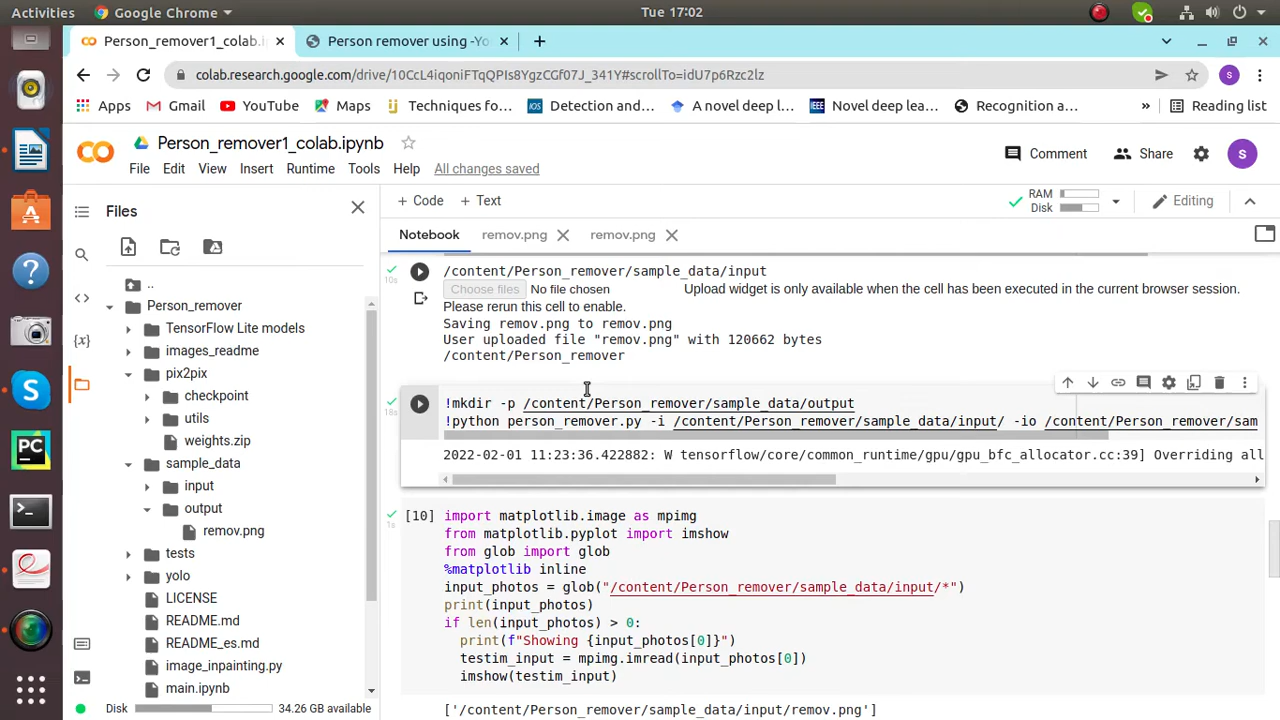 Activities
Google Chrome
Tue 17:02
Person_remover1_colab.i
Person remover using -Yo
colab.research.google.com/drive/10CcL4iqoniFTqQPIs8YgzCGf07J_341Y#scrollTo=idU7p6Rzc2lz
S
Apps
Gmail
YouTube
Maps
Techniques fo...
Detection and...
A novel deep l...
Novel deep lea...
Recognition a...
»
Reading list
Person_remover1_colab.ipynb
File
Edit
View
Insert
Runtime
Tools
Help
All changes saved
Comment
Share
S
Files
+ Code
+ Text
RAM
Disk
Editing
Notebook
remov.png
remov.png
..
Person_remover
TensorFlow Lite models
images_readme
pix2pix
checkpoint
utils
weights.zip
sample_data
input
output
remov.png
tests
yolo
LICENSE
README.md
README_es.md
image_inpainting.py
main.ipynb
Disk
34.26 GB available
10s
/content/Person_remover/sample_data/input
Choose files No file chosen Upload widget is only available when the cell has been executed in the current browser session.
Please rerun this cell to enable.
Saving remov.png to remov.png
User uploaded file "remov.png" with 120662 bytes
/content/Person_remover
18s
!mkdir -p /content/Person_remover/sample_data/output
!python person_remover.py -i /content/Person_remover/sample_data/input/ -io /content/Person_remover/sam
2022-02-01 11:23:36.422882: W tensorflow/core/common_runtime/gpu/gpu_bfc_allocator.cc:39] Overriding all
1s
[10] import matplotlib.image as mpimg
from matplotlib.pyplot import imshow
from glob import glob
%matplotlib inline
input_photos = glob("/content/Person_remover/sample_data/input/*")
print(input_photos)
if len(input_photos) > 0:
print(f"Showing {input_photos[0]}")
testim_input = mpimg.imread(input_photos[0])
imshow(testim_input)
['/content/Person_remover/sample_data/input/remov.png']